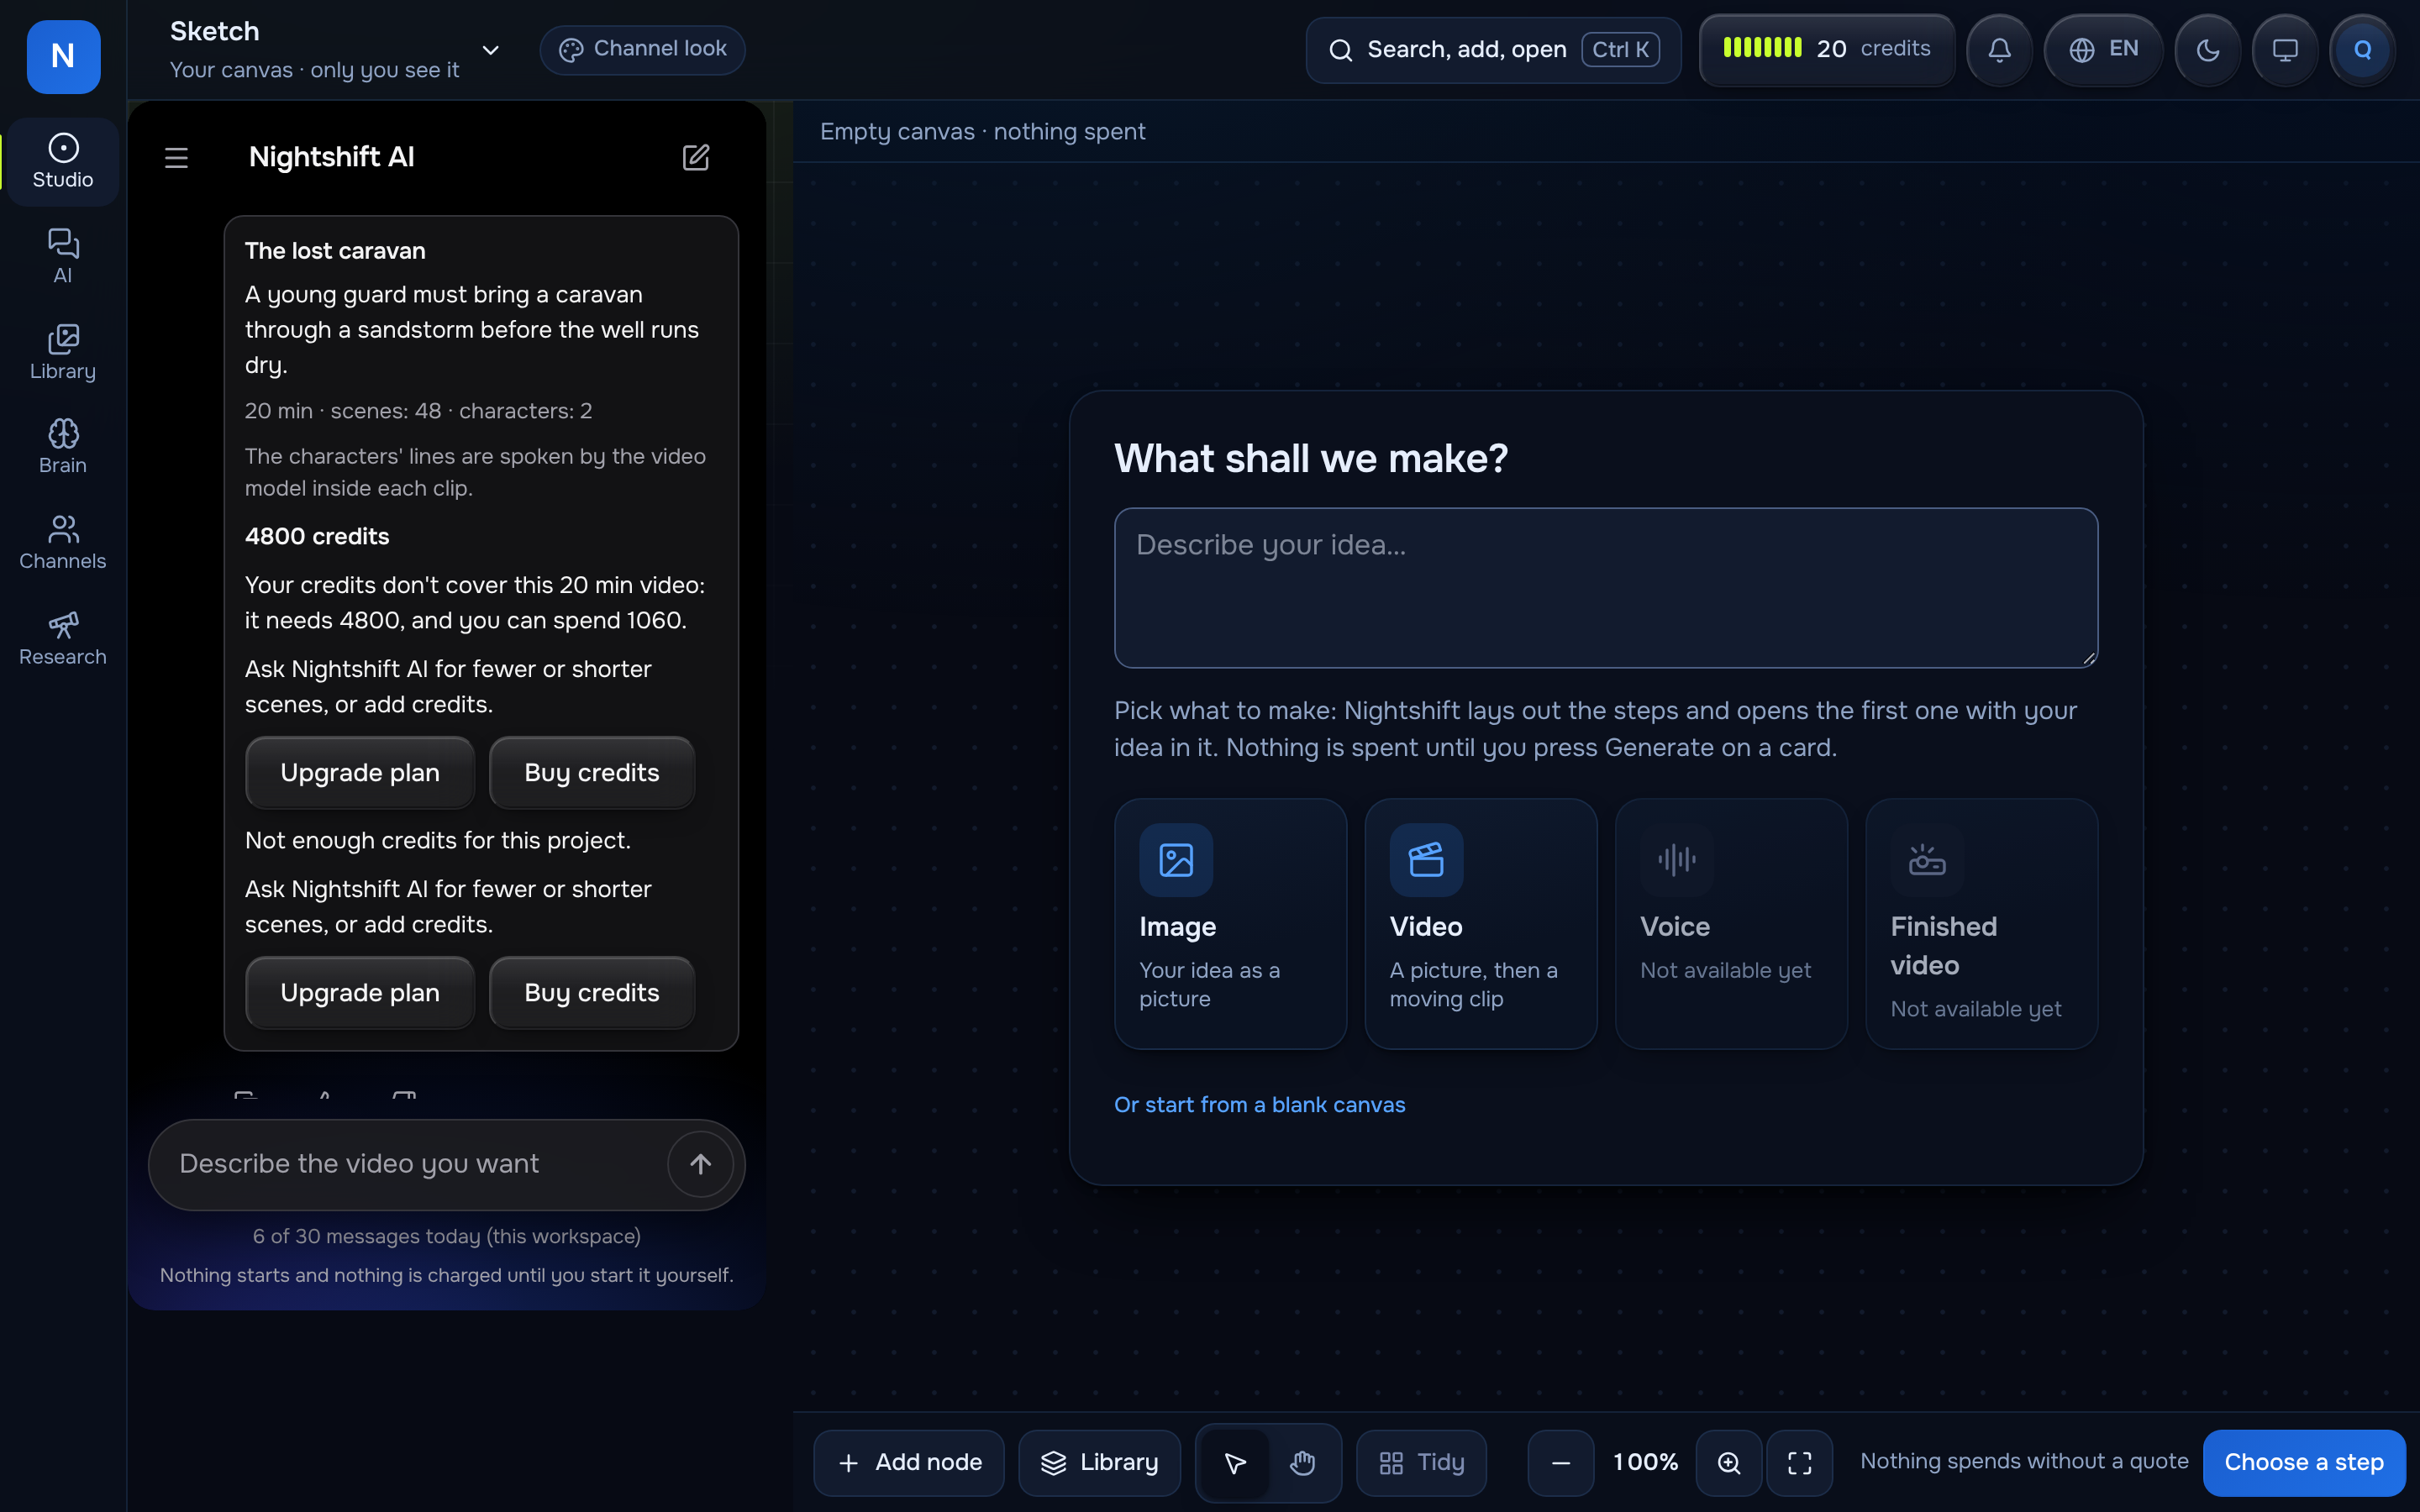 N
Sketch
Your canvas · only you see it
Channel look
Search, add, open
Ctrl K
20 credits
EN
Q
Studio
AI
Library
Brain
Channels
Research
Nightshift AI
The lost caravan
A young guard must bring a caravan
through a sandstorm before the well runs
dry.
20 min · scenes: 48 · characters: 2
The characters' lines are spoken by the video
model inside each clip.
4800 credits
Your credits don't cover this 20 min video:
it needs 4800, and you can spend 1060.
Ask Nightshift AI for fewer or shorter
scenes, or add credits.
Upgrade plan
Buy credits
Not enough credits for this project.
Ask Nightshift AI for fewer or shorter
scenes, or add credits.
Upgrade plan
Buy credits
Describe the video you want
6 of 30 messages today (this workspace)
Nothing starts and nothing is charged until you start it yourself.
Empty canvas · nothing spent
What shall we make?
Describe your idea...
Pick what to make: Nightshift lays out the steps and opens the first one with your
idea in it. Nothing is spent until you press Generate on a card.
Image
Your idea as a
picture
Video
A picture, then a
moving clip
Voice
Not available yet
Finished
video
Not available yet
Or start from a blank canvas
Add node
Library
Tidy
100%
Nothing spends without a quote
Choose a step